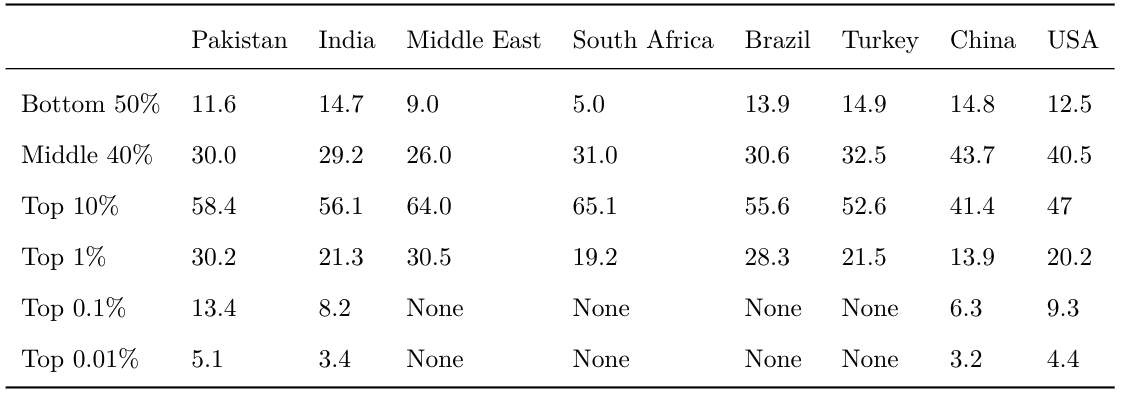 Pakistan India Middle East South Africa Brazil Turkey China USA
Bottom 50% 11.6 14.7 9.0 5.0 13.9 14.9 14.8 12.5
Middle 40% 30.0 29.2 26.0 31.0 30.6 32.5 43.7 40.5
Top 10% 58.4 56.1 64.0 65.1 55.6 52.6 41.4 47
Top 1% 30.2 21.3 30.5 19.2 28.3 21.5 13.9 20.2
Top 0.1% 13.4 8.2 None None None None 6.3 9.3
Top 0.01% 5.1 3.4 None None None None 3.2 4.4